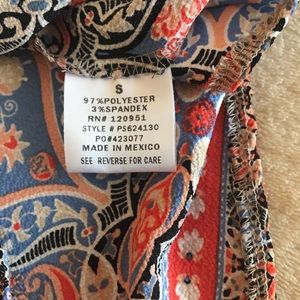 S
97%POLYESTER
3%SPANDEX
RN# 120951
STYLE # PS624130
PO#423077
MADE IN MEXICO
SEE REVERSE FOR CARE